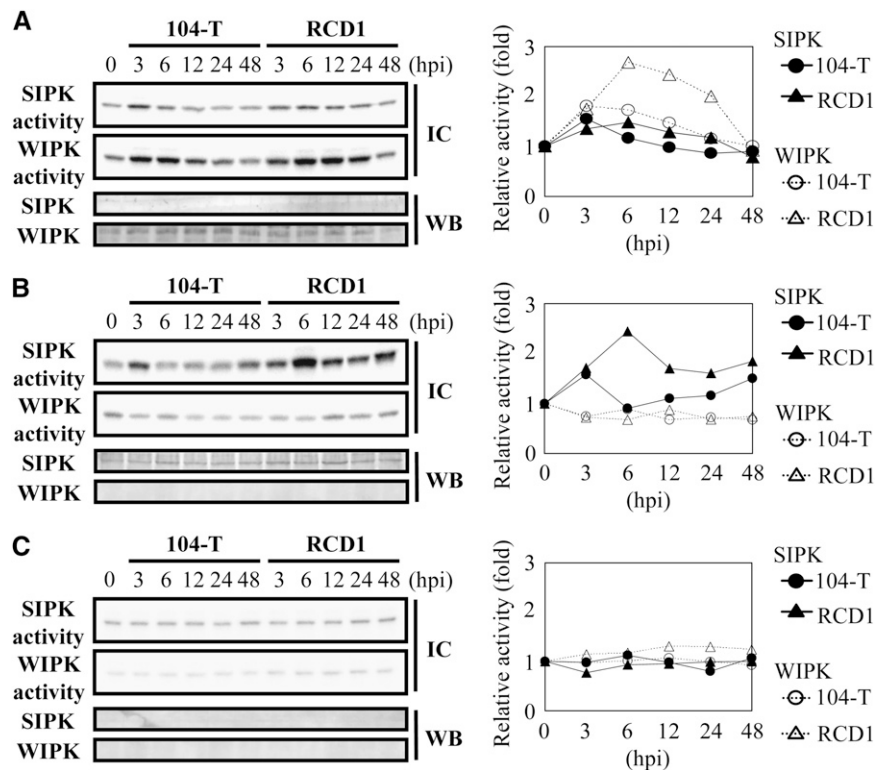 A
104-T RCD1
0 3 6 12 24 48 3 6 12 24 48 (hpi)
SIPK
activity
WIPK
activity
IC
SIPK
WIPK
WB
Relative activity (fold)
3
2
1
0
0 3 6 12 24 48
(hpi)
SIPK
104-T
RCD1
WIPK
104-T
RCD1
B
104-T RCD1
0 3 6 12 24 48 3 6 12 24 48 (hpi)
SIPK
activity
WIPK
activity
IC
SIPK
WIPK
WB
Relative activity (fold)
3
2
1
0
0 3 6 12 24 48
(hpi)
SIPK
104-T
RCD1
WIPK
104-T
RCD1
C
104-T RCD1
0 3 6 12 24 48 3 6 12 24 48 (hpi)
SIPK
activity
WIPK
activity
IC
SIPK
WIPK
WB
Relative activity (fold)
3
2
1
0
0 3 6 12 24 48
(hpi)
SIPK
104-T
RCD1
WIPK
104-T
RCD1